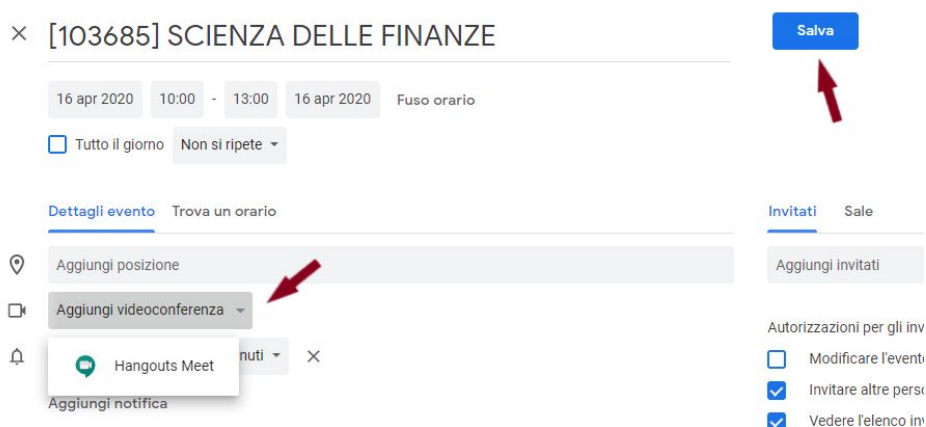 [103685] SCIENZA DELLE FINANZE
Salva
16 apr 2020 10:00 - 13:00 16 apr 2020 Fuso orario
Tutto il giorno Non si ripete
Dettagli evento Trova un orario
Invitati Sale
Aggiungi posizione
Aggiungi invitati
Aggiungi videoconferenza
Autorizzazioni per gli inv
Hangouts Meet
nuti
Modificare l'evento
Invitare altre perso
Aggiungi notifica
Vedere l'elenco inv